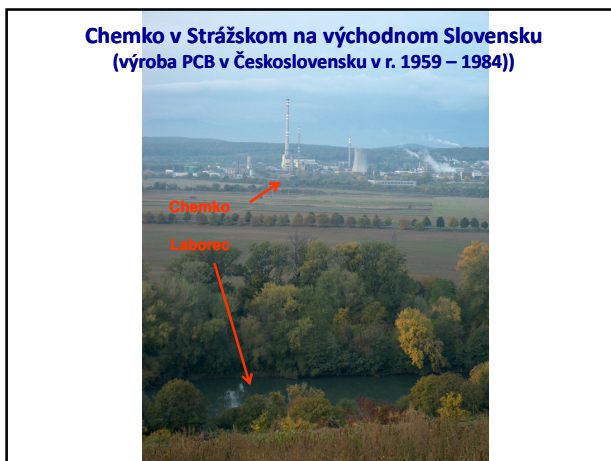 Chemko v Strážskom na východnom Slovensku
(výroba PCB v Československu v r. 1959 – 1984))
Chemko
Laborec